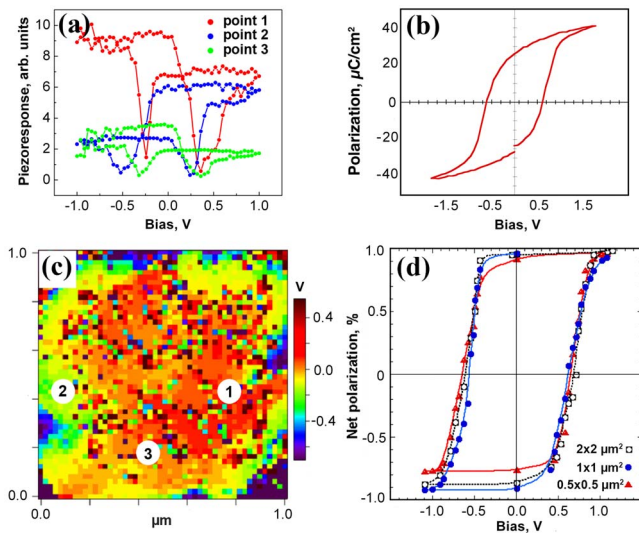 (a)
point 1
point 2
point 3
Piezoresponse, arb. units
10
8
6
4
2
0
-1.0 -0.5 0.0 0.5 1.0
Bias, V
(b)
Polarization, µC/cm²
40
20
0
-20
-40
-1.5 -0.6 0.6 1.5
Bias, V
(c)
1.0
0.0
0.0 1.0
µm
1
2
3
V
0.4
0.0
-0.4
(d)
Net polarization, %
1.0
0.5
0
-0.5
-1.0
-1.0 -0.5 0.0 0.5 1.0
Bias, V
2x2 µm²
1x1 µm²
0.5x0.5 µm²